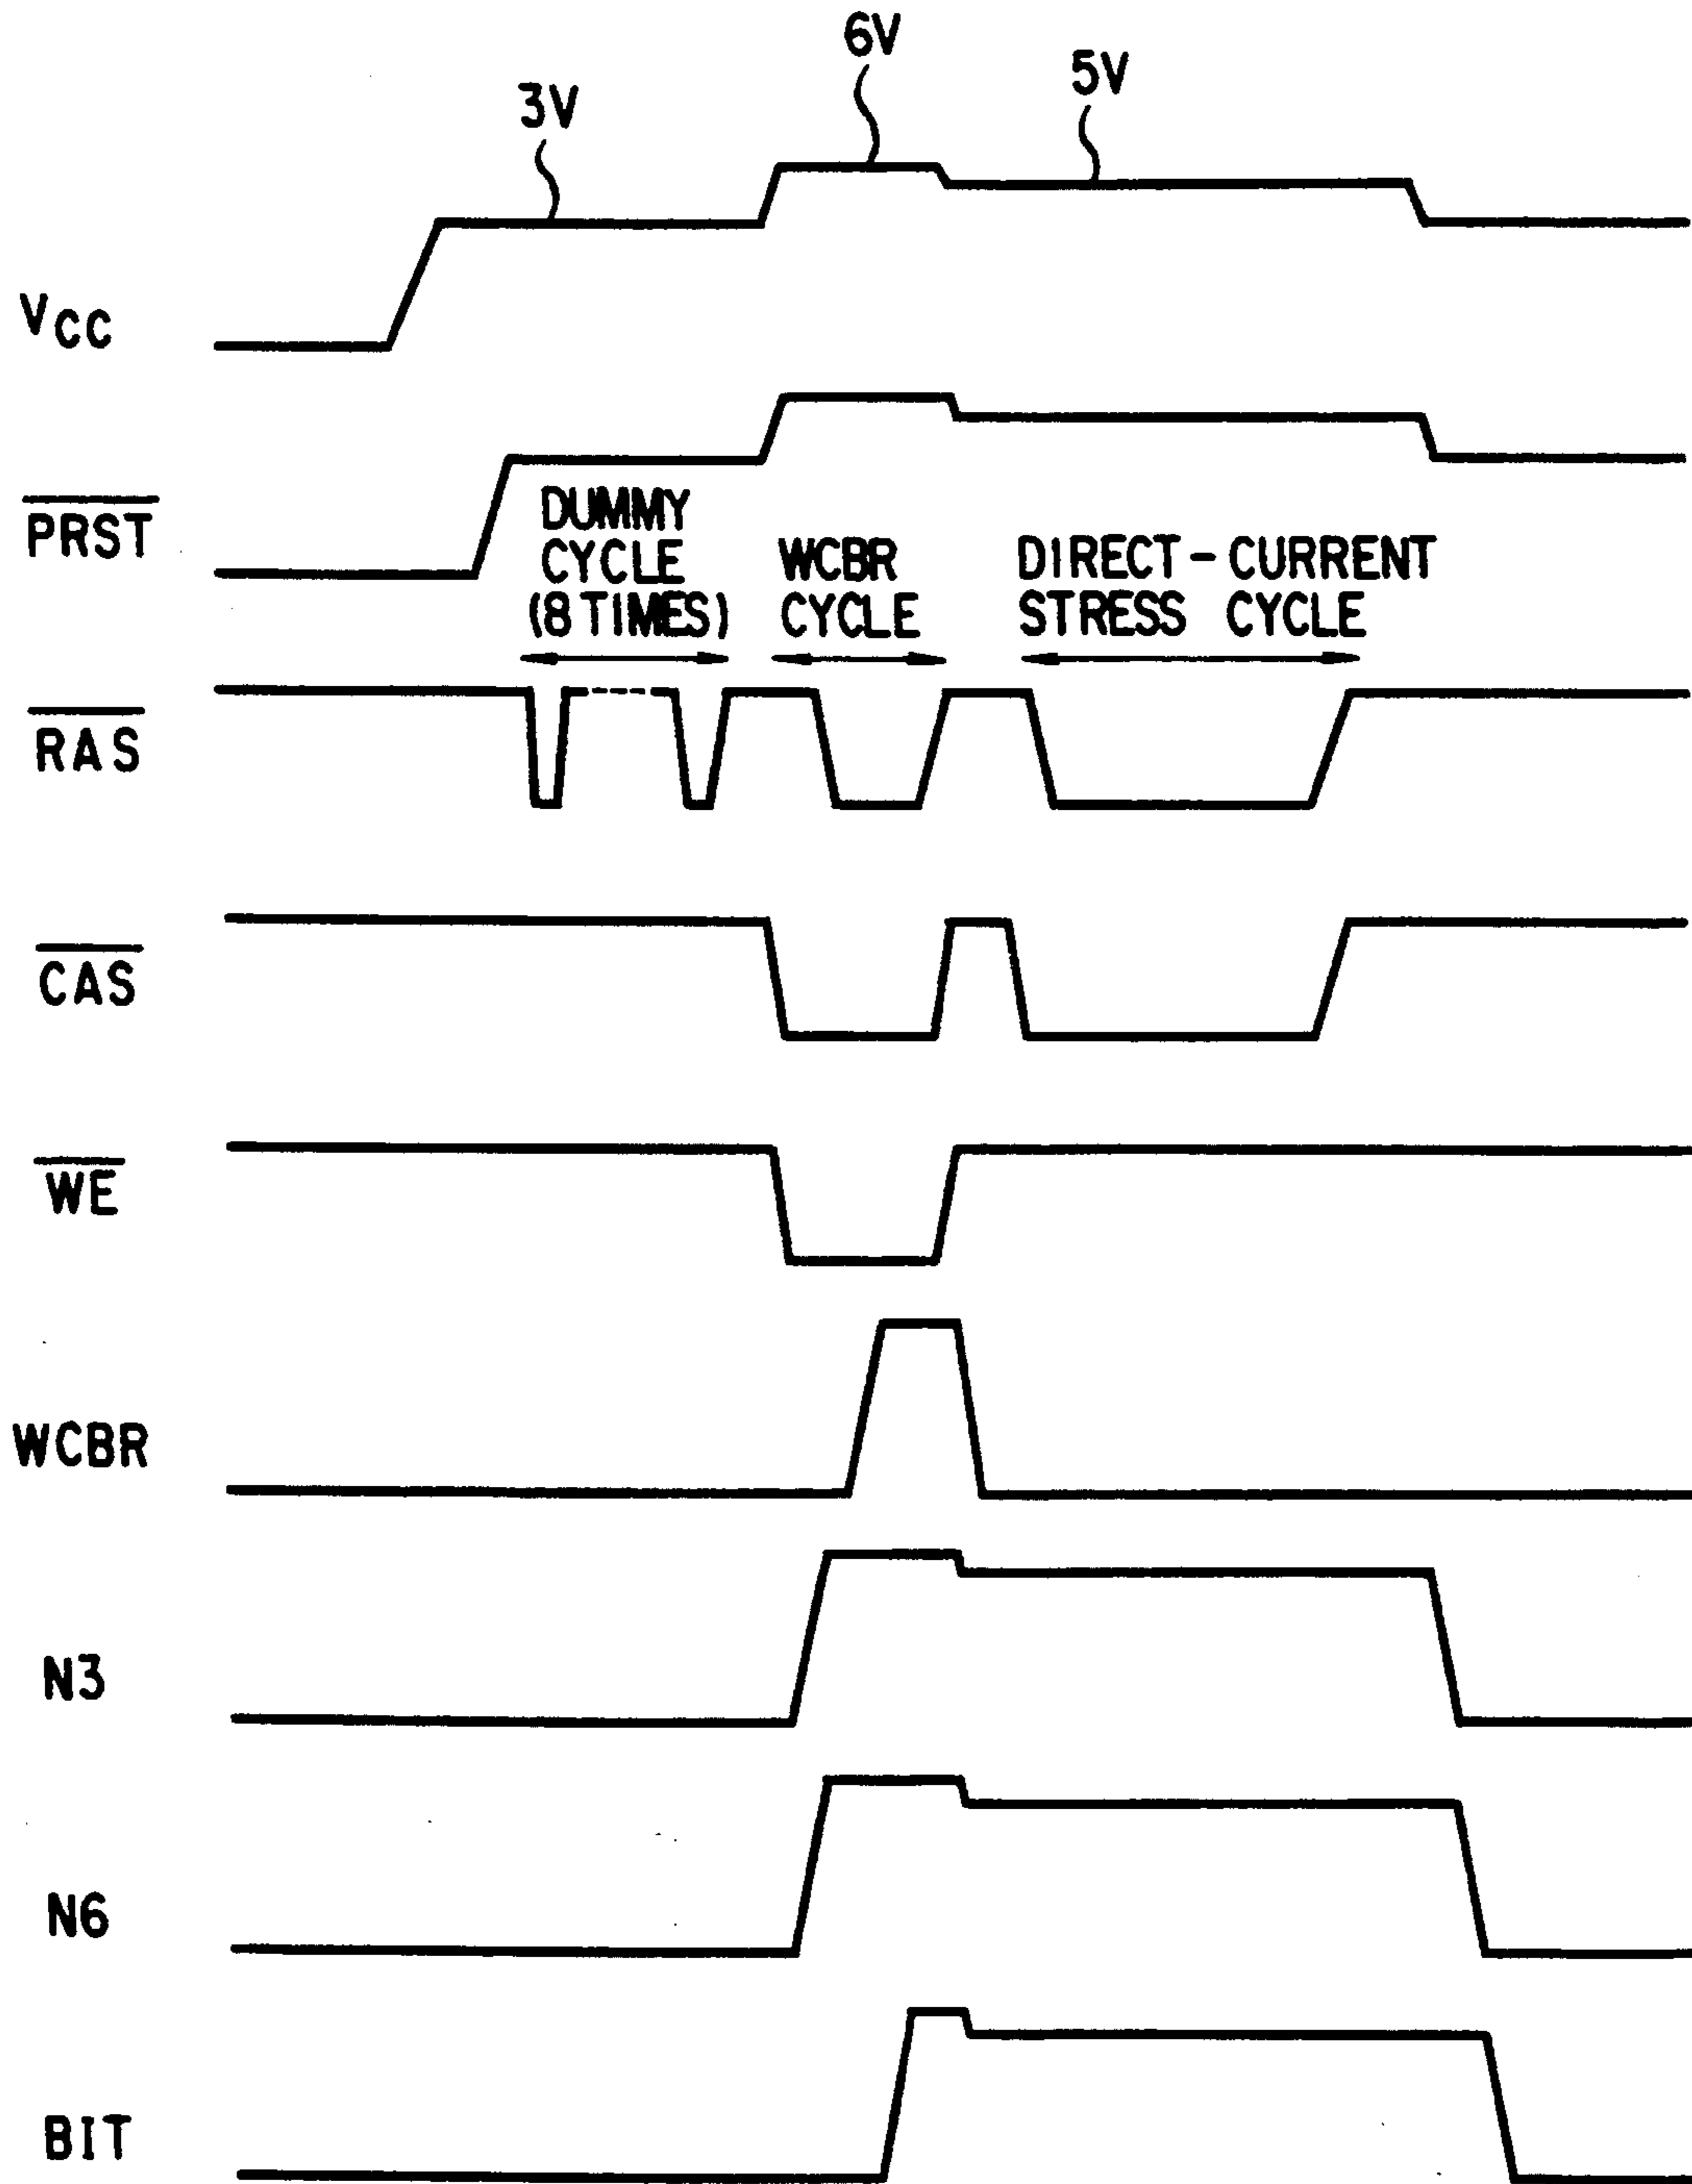 6V
5V
3V
VCC
PRST
DUMMY
CYCLE
(8 TIMES)
WCBR
CYCLE
DIRECT-CURRENT
STRESS CYCLE
RAS
CAS
WE
WCBR
N3
N6
BIT